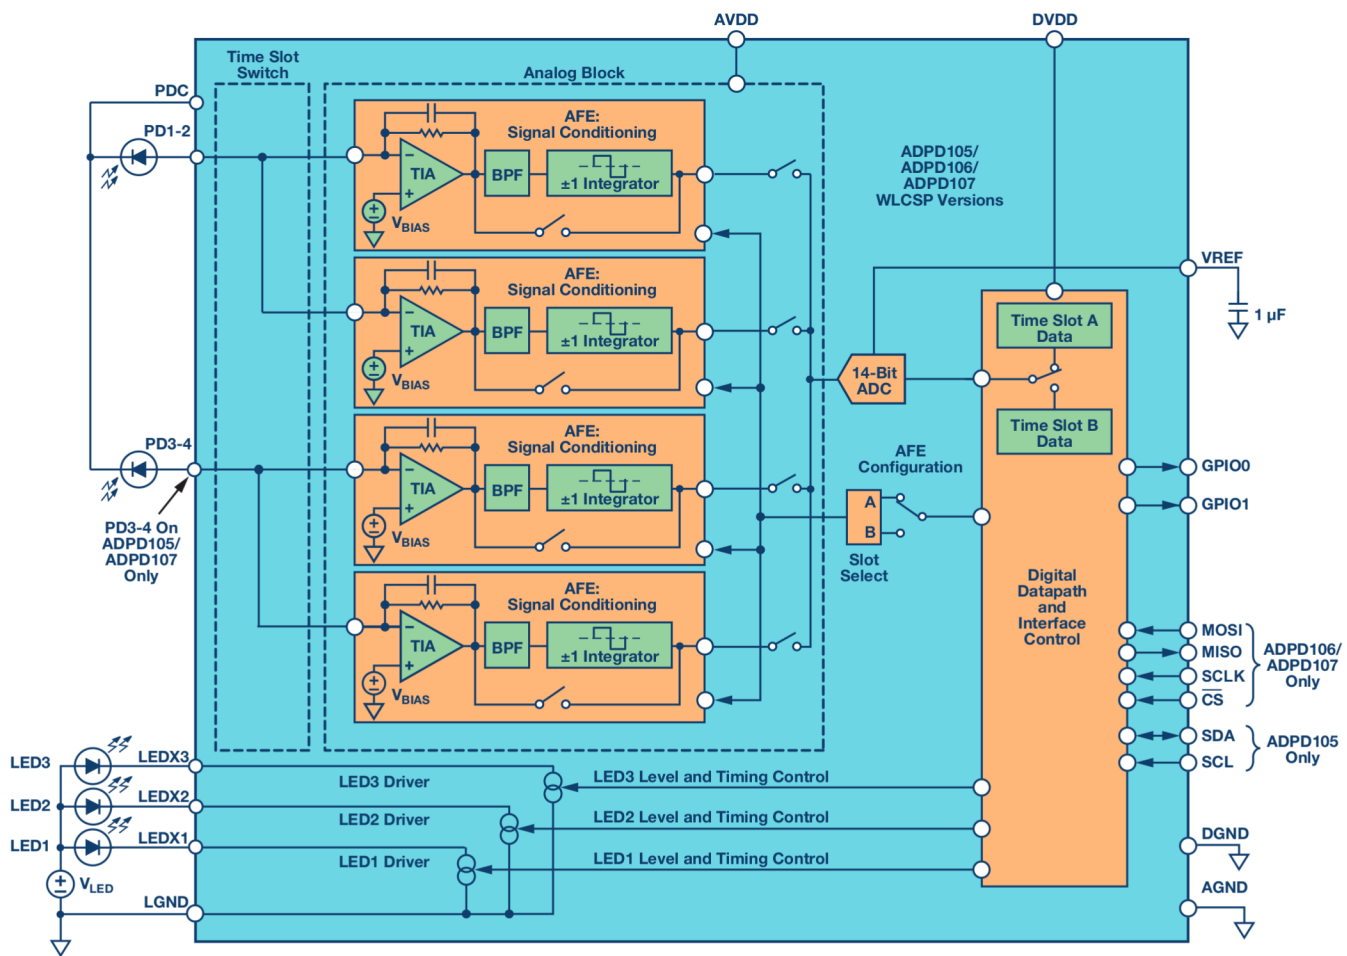 AVDD
DVDD
Time Slot
Switch
Analog Block
PDC
PD1-2
AFE:
Signal Conditioning
−
TIA
+
BPF
±1 Integrator
VBIAS
ADPD105/
ADPD106/
ADPD107
WLCSP Versions
VREF
1 µF
AFE:
Signal Conditioning
−
TIA
+
BPF
±1 Integrator
VBIAS
Time Slot A
Data
14-Bit
ADC
Time Slot B
Data
PD3-4
PD3-4 On
ADPD105/
ADPD107
Only
AFE:
Signal Conditioning
−
TIA
+
BPF
±1 Integrator
VBIAS
AFE
Configuration
A
B
Slot
Select
GPIO0
GPIO1
AFE:
Signal Conditioning
−
TIA
+
BPF
±1 Integrator
VBIAS
Digital
Datapath
and
Interface
Control
MOSI
MISO
SCLK
CS
ADPD106/
ADPD107
Only
SDA
SCL
ADPD105
Only
LED3
LEDX3
LED3 Driver
LED3 Level and Timing Control
LED2
LEDX2
LED2 Driver
LED2 Level and Timing Control
LED1
LEDX1
LED1 Driver
LED1 Level and Timing Control
VLED
LGND
DGND
AGND